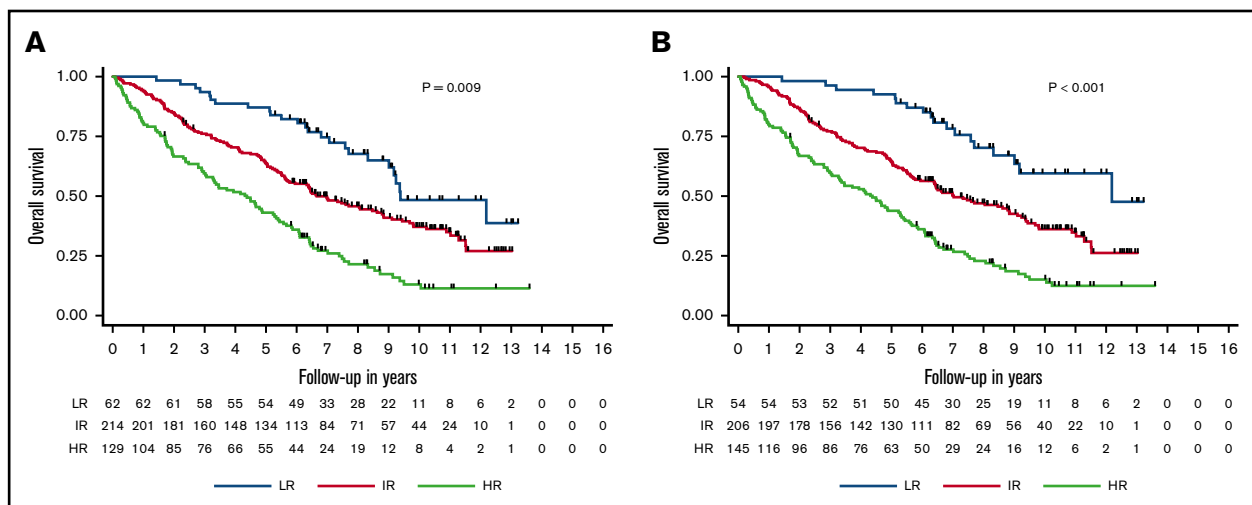 A
P = 0.009
Overall survival
1.00
0.75
0.50
0.25
0.00
0 1 2 3 4 5 6 7 8 9 10 11 12 13 14 15 16
Follow-up in years
LR 62 62 61 58 55 54 49 33 28 22 11 8 6 2 0 0 0
IR 214 201 181 160 148 134 113 84 71 57 44 24 10 1 0 0 0
HR 129 104 85 76 66 55 44 24 19 12 8 4 2 1 0 0 0
LR IR HR
B
P < 0.001
Overall survival
1.00
0.75
0.50
0.25
0.00
0 1 2 3 4 5 6 7 8 9 10 11 12 13 14 15 16
Follow-up in years
LR 54 54 53 52 51 50 45 30 25 19 11 8 6 2 0 0 0
IR 206 197 178 156 142 130 111 82 69 56 40 22 10 1 0 0 0
HR 145 116 96 86 76 63 50 29 24 16 12 6 2 1 0 0 0
LR IR HR